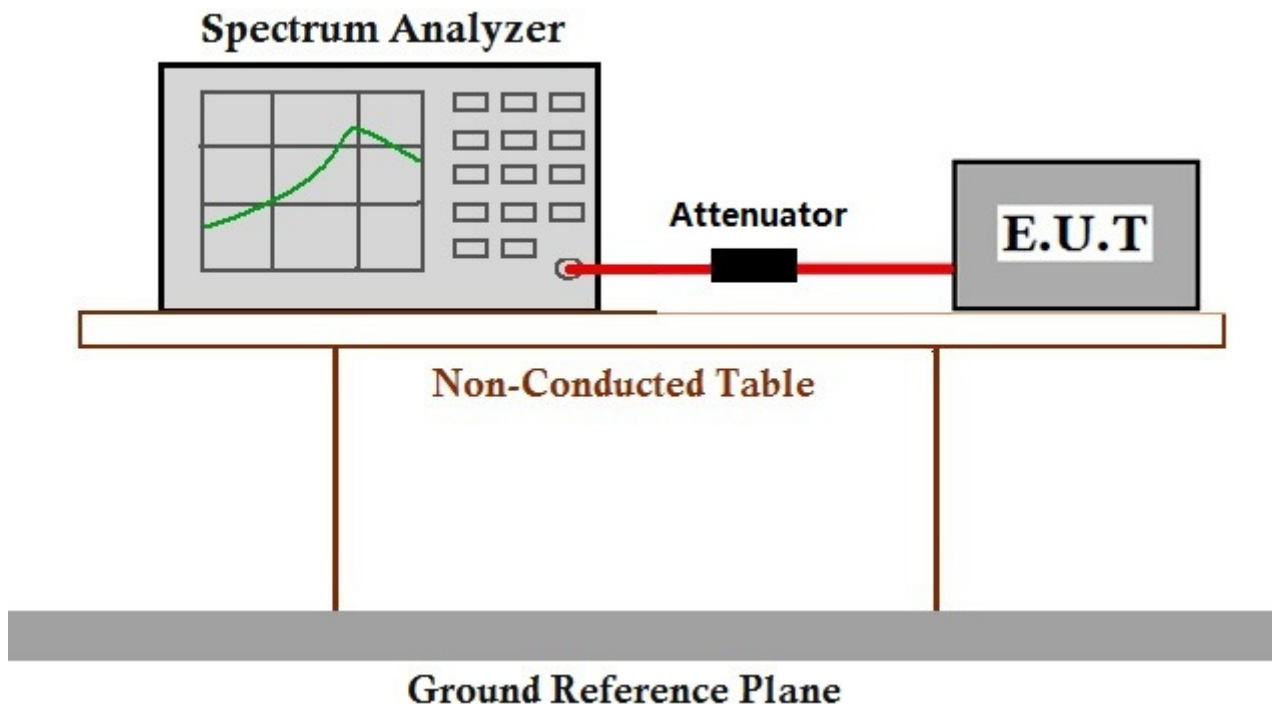 Spectrum Analyzer
Attenuator
E.U.T
Non-Conducted Table
Ground Reference Plane